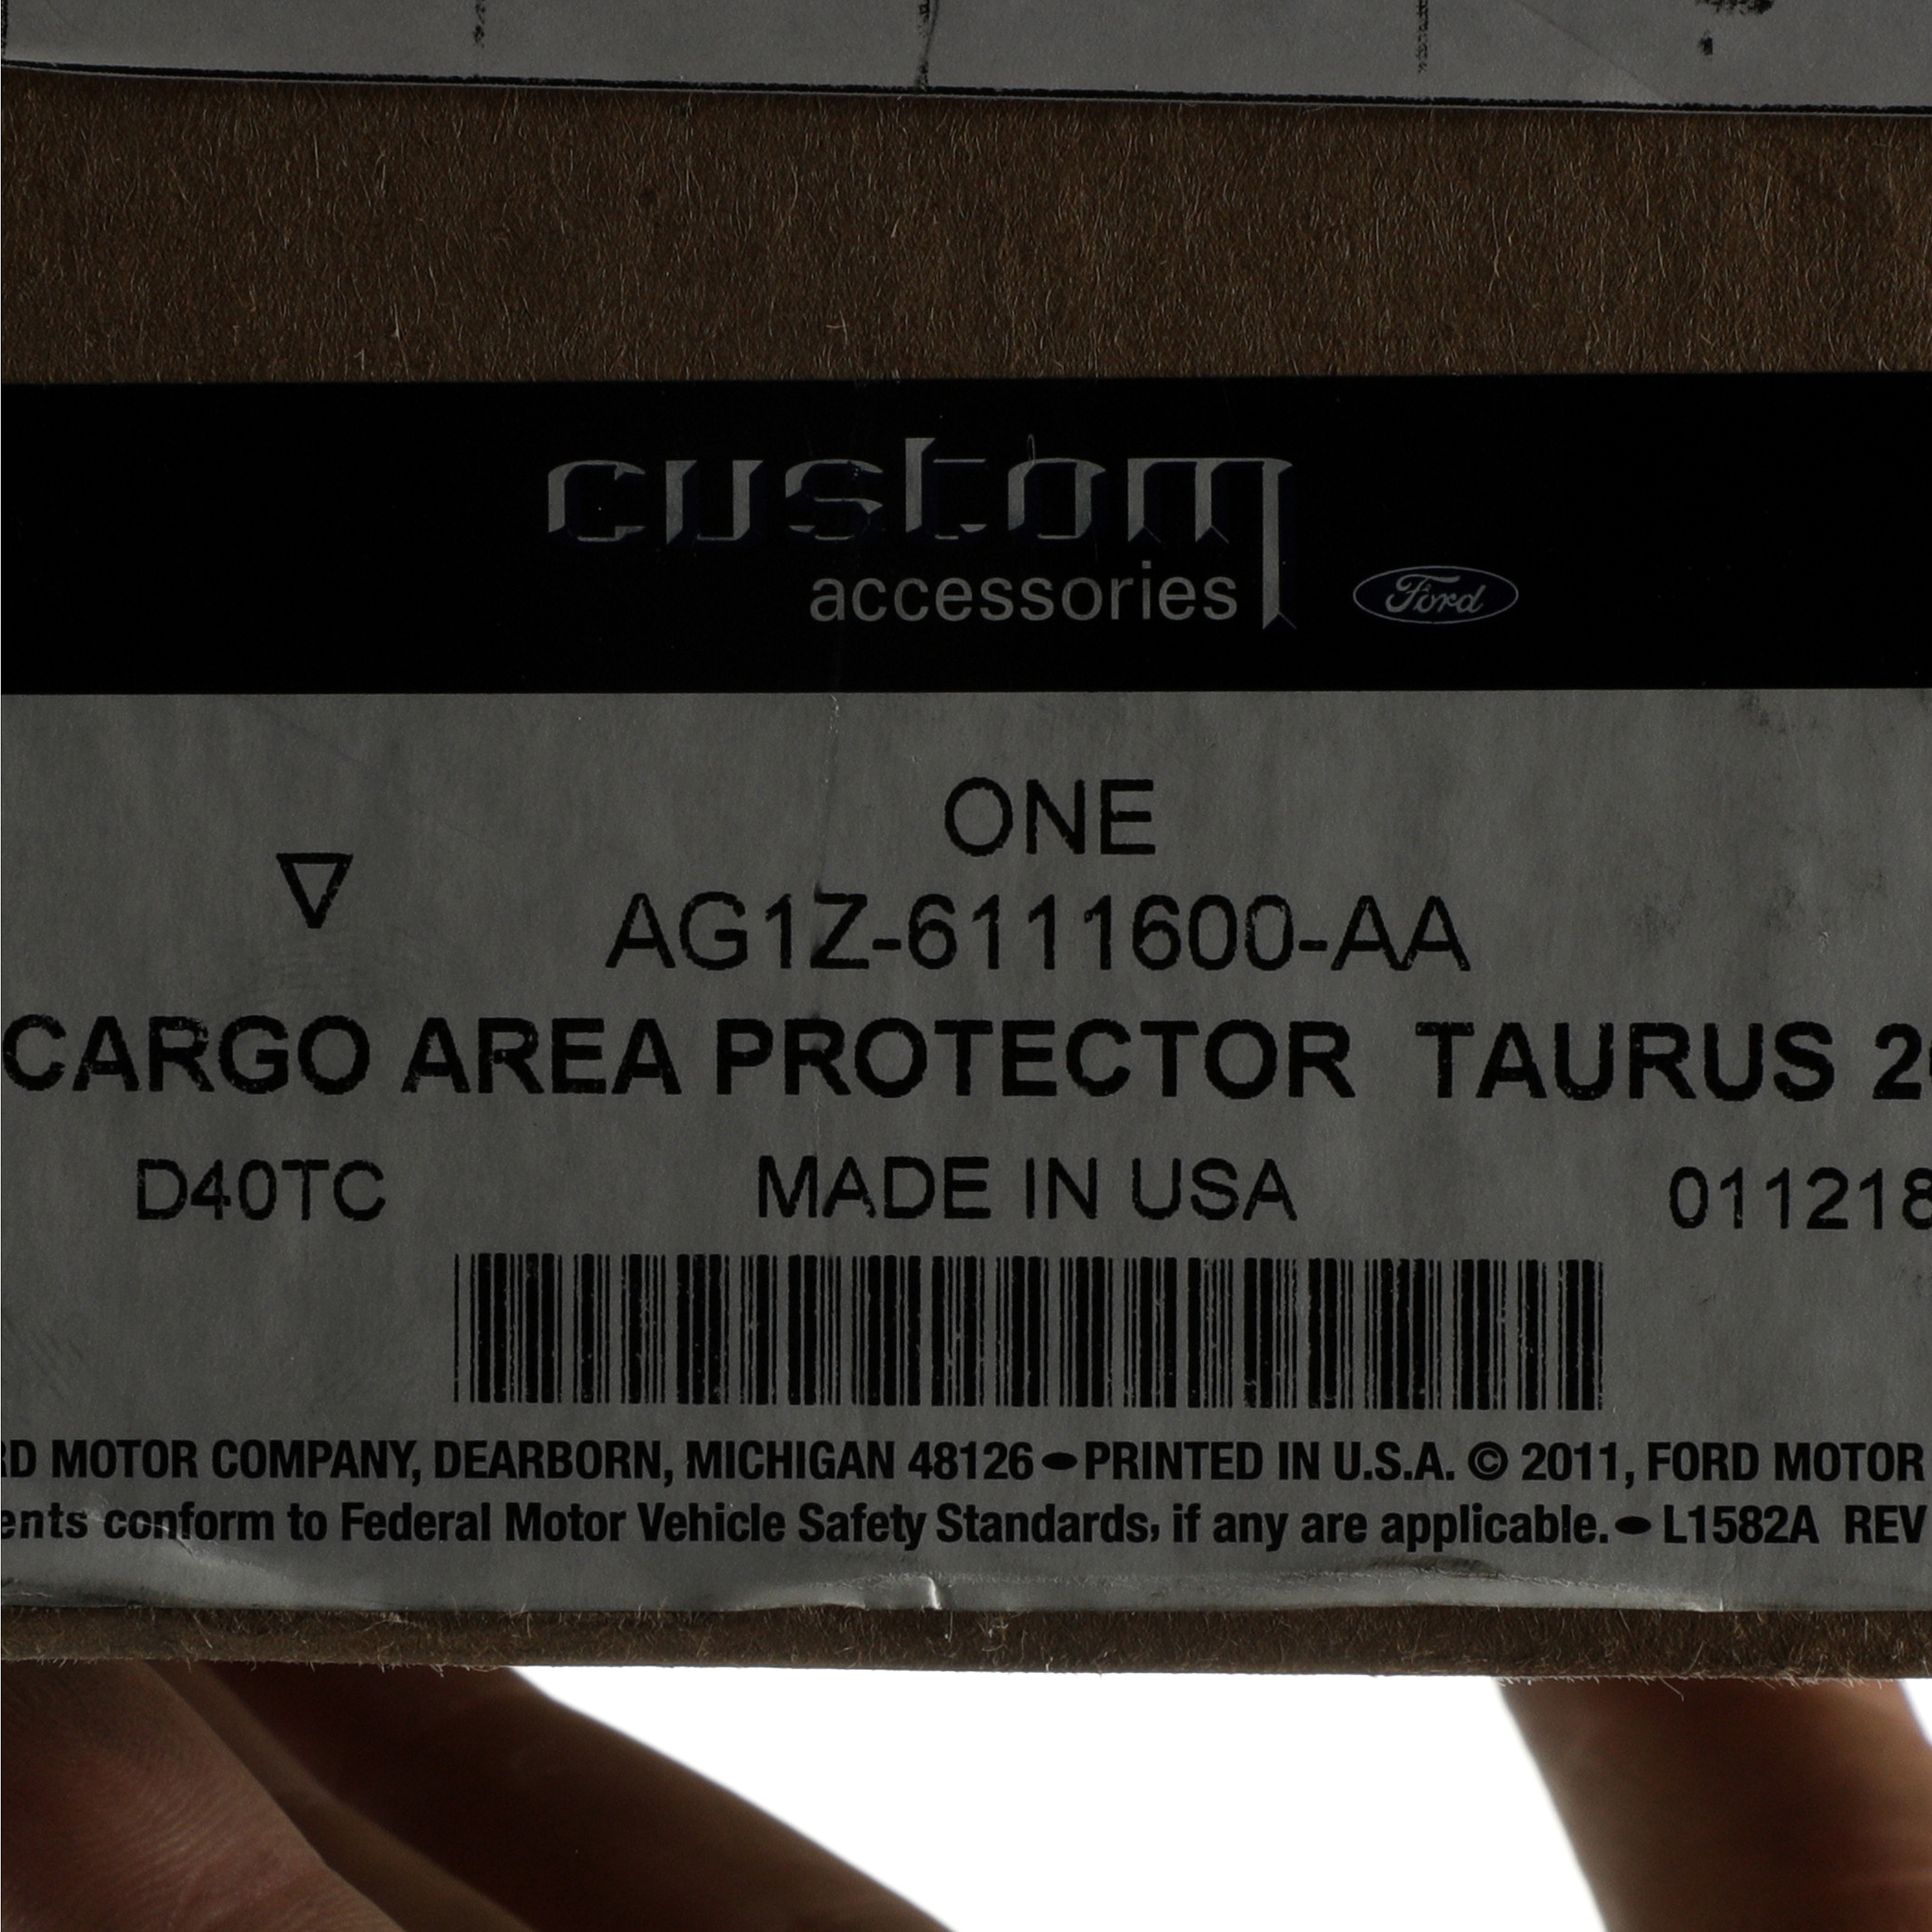 custom
accessories Ford
ONE
AG1Z-6111600-AA
CARGO AREA PROTECTOR TAURUS
D40TC MADE IN USA 011218
RD MOTOR COMPANY, DEARBORN, MICHIGAN 48126 • PRINTED IN U.S.A. © 2011, FORD MOTOR
ents conform to Federal Motor Vehicle Safety Standards, if any are applicable. • L1582A REV